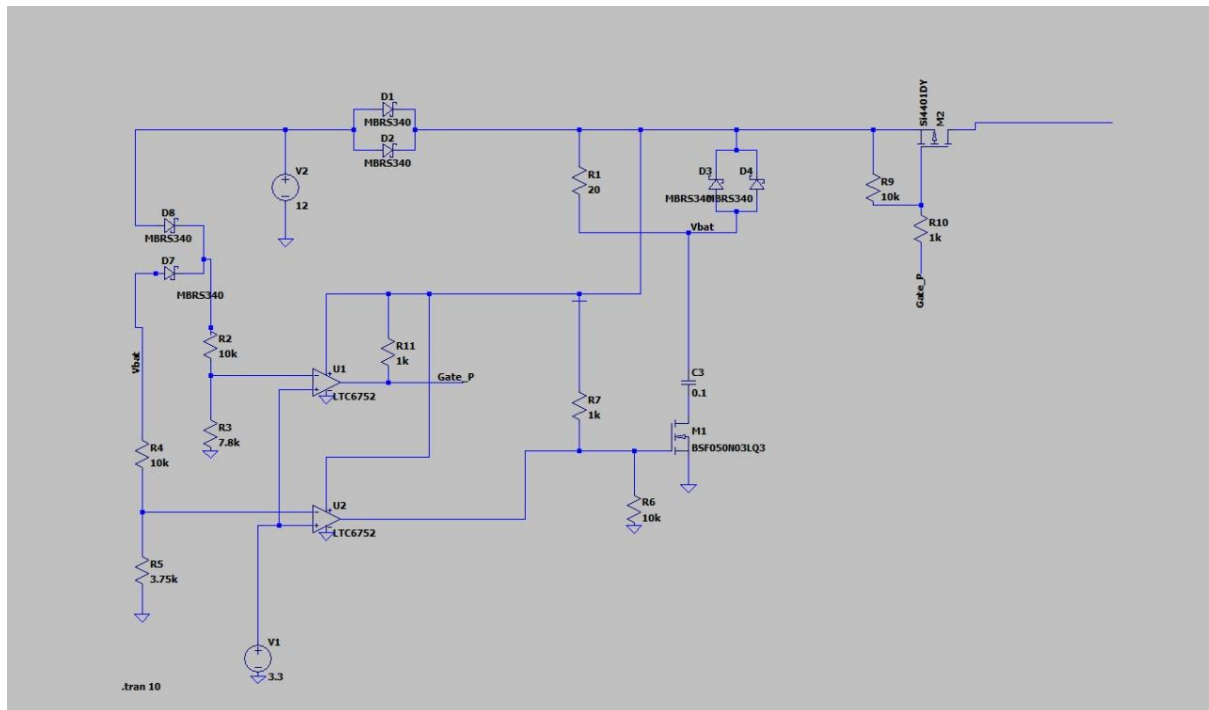 D1
MBRS340
D2
MBRS340
V2
12
D8
MBRS340
D7
MBRS340
R1
20
D3
D4
MBRS340
MBRS340
Vbat
Si4401DY
M2
R9
10k
R10
1k
Gate_P
Vbat
R2
10k
R3
7.8k
U1
LTC6752
R11
1k
Gate_P
R7
1k
C3
0.1
M1
BSF050N03LQ3
R4
10k
R5
3.75k
U2
LTC6752
R6
10k
V1
3.3
.tran 10